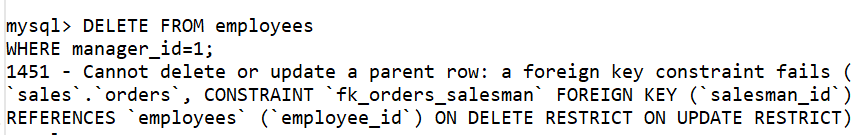 mysql> DELETE FROM employees
WHERE manager_id=1;
1451 - Cannot delete or update a parent row: a foreign key constraint fails (
`sales`.`orders`, CONSTRAINT `fk_orders_salesman` FOREIGN KEY (`salesman_id`)
REFERENCES `employees` (`employee_id`) ON DELETE RESTRICT ON UPDATE RESTRICT)